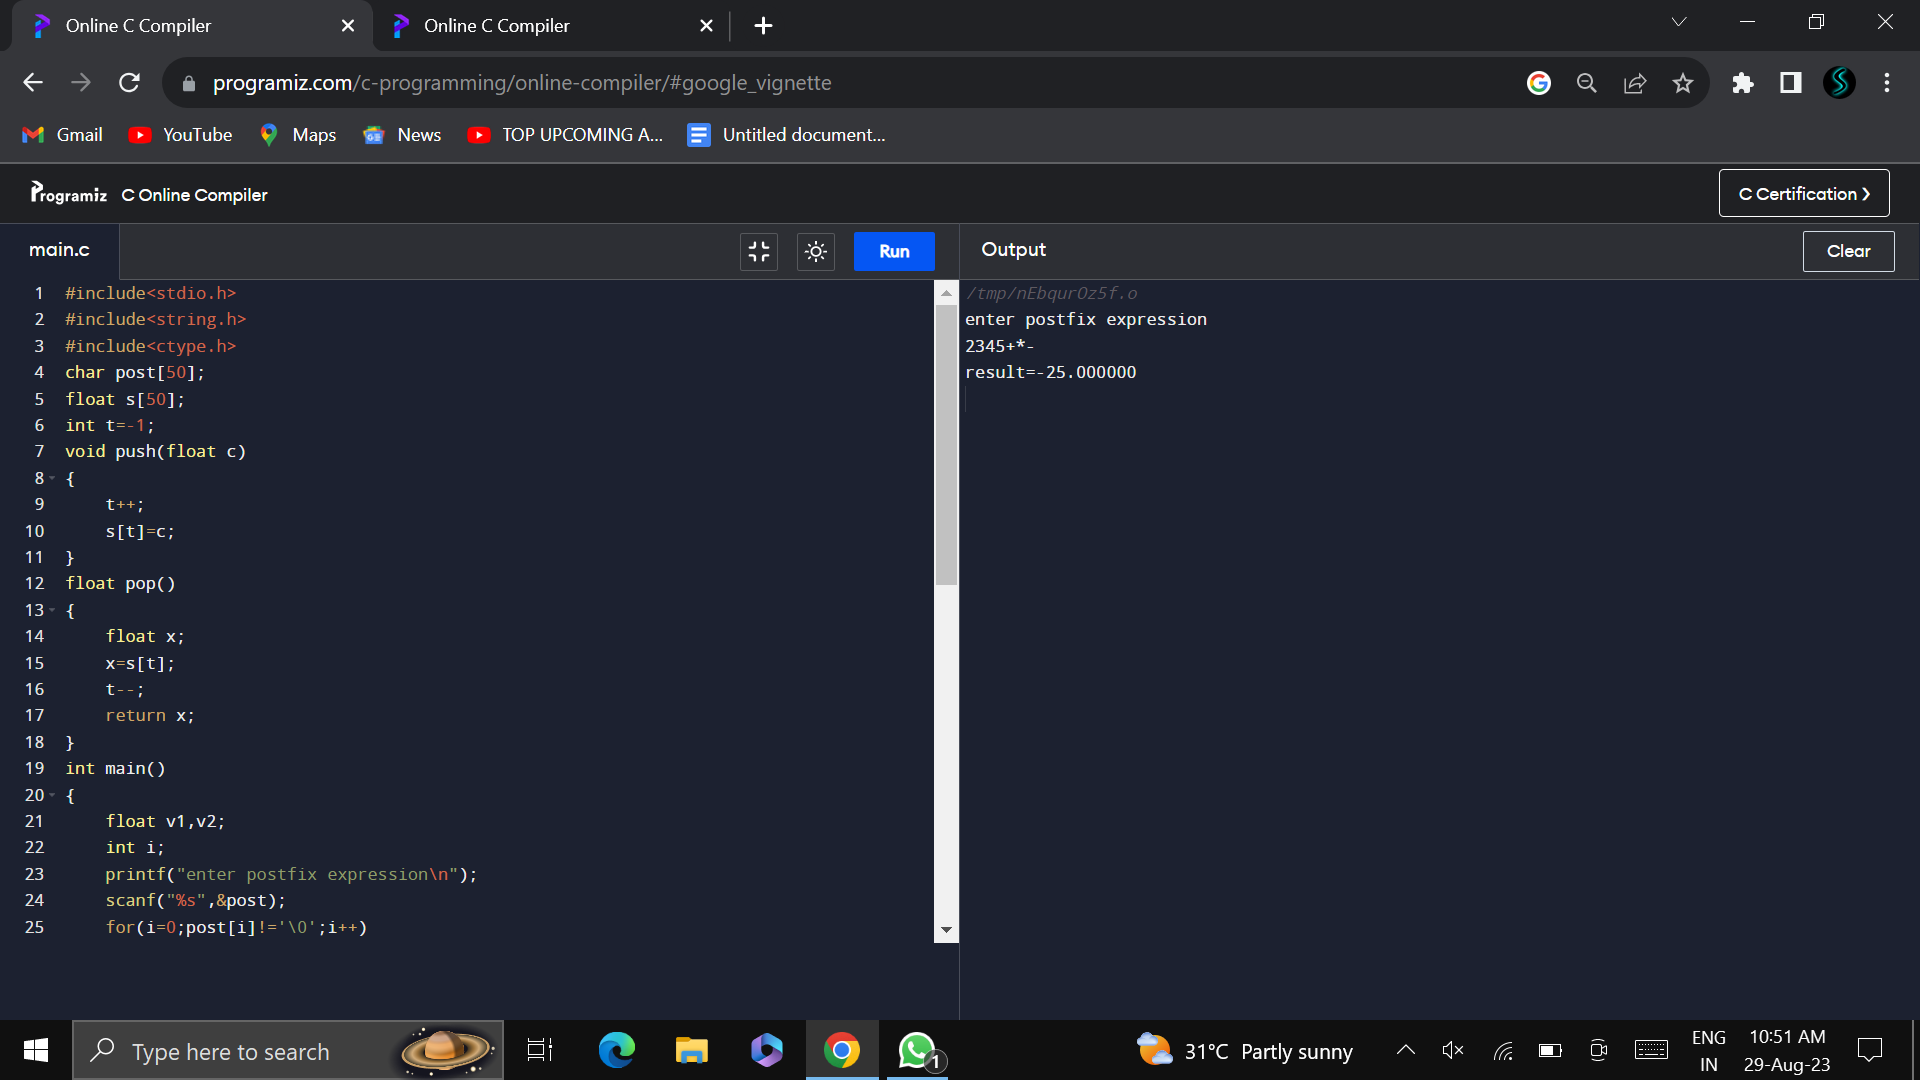 Online C Compiler
Online C Compiler
programiz.com/c-programming/online-compiler/#google_vignette
Gmail
YouTube
Maps
News
TOP UPCOMING A...
Untitled document...
Programiz C Online Compiler
C Certification >
main.c
Run
Output
Clear
1 #include<stdio.h>
2 #include<string.h>
3 #include<ctype.h>
4 char post[50];
5 float s[50];
6 int t=-1;
7 void push(float c)
8 {
9 t++;
10 s[t]=c;
11 }
12 float pop()
13 {
14 float x;
15 x=s[t];
16 t--;
17 return x;
18 }
19 int main()
20 {
21 float v1,v2;
22 int i;
23 printf("enter postfix expression\n");
24 scanf("%s",&post);
25 for(i=0;post[i]!='\0';i++)
/tmp/nEbqurOz5f.o
enter postfix expression
2345+*-
result=-25.000000
Type here to search
1
31°C Partly sunny
ENG
IN
10:51 AM
29-Aug-23